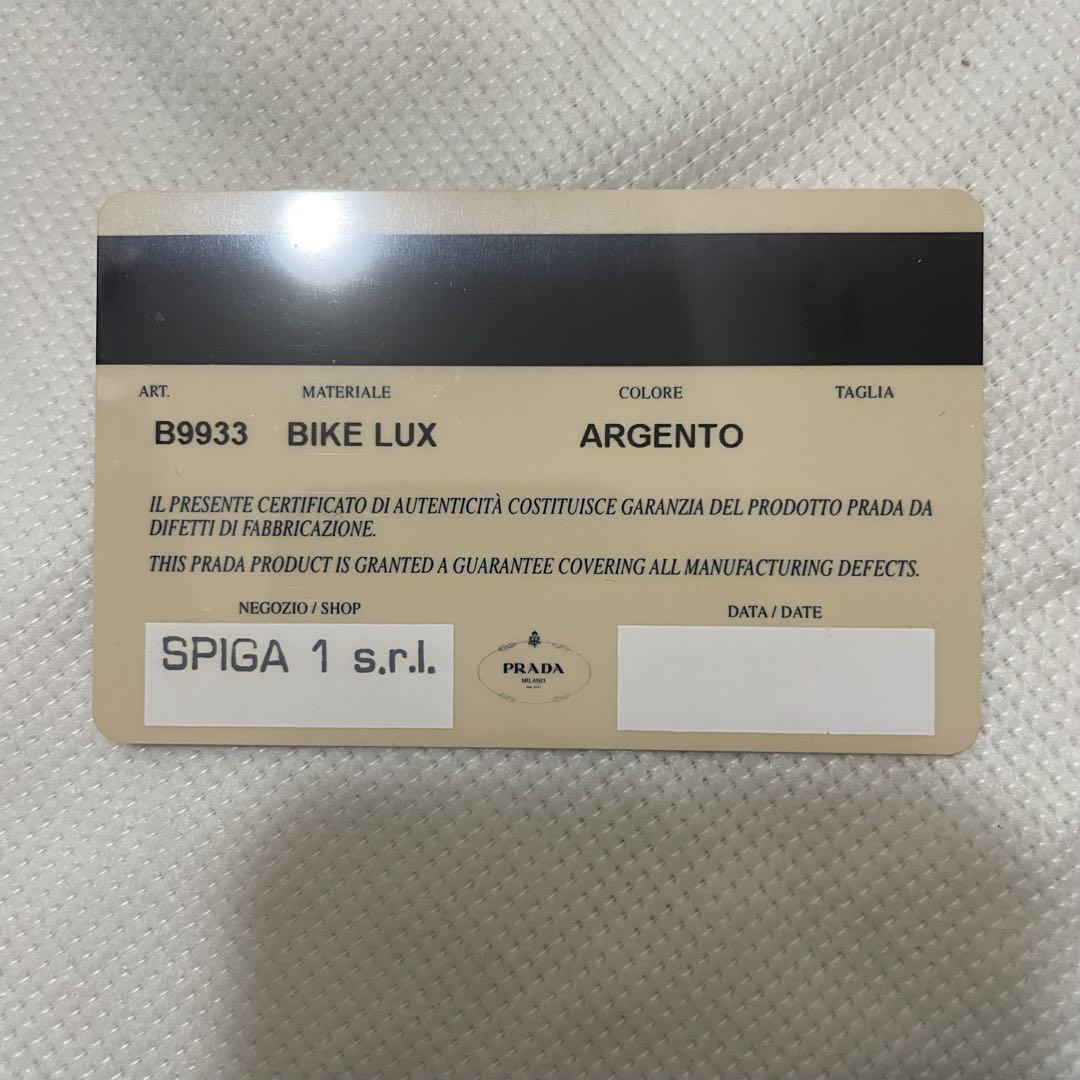 ART. MATERIALE COLORE TAGLIA
B9933 BIKE LUX ARGENTO
IL PRESENTE CERTIFICATO DI AUTENTICITÀ COSTITUISCE GARANZIA DEL PRODOTTO PRADA DA
DIFETTI DI FABBRICAZIONE.
THIS PRADA PRODUCT IS GRANTED A GUARANTEE COVERING ALL MANUFACTURING DEFECTS.
NEGOZIO / SHOP DATA / DATE
SPIGA 1 s.r.l.
PRADA
MILANO